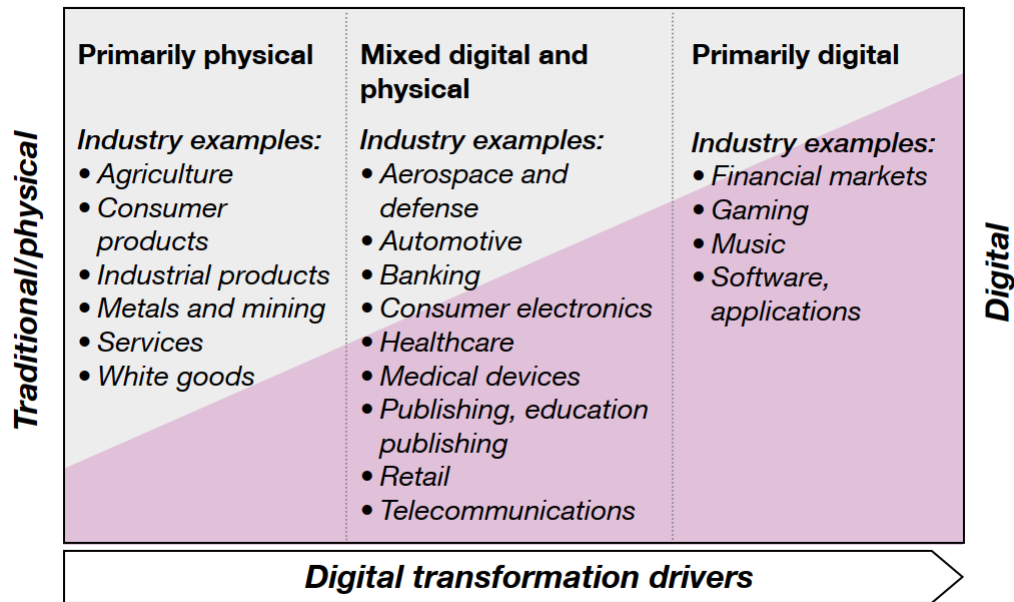 Traditional/physical
Primarily physical
Industry examples:
• Agriculture
• Consumer
products
• Industrial products
• Metals and mining
• Services
• White goods
Mixed digital and
physical
Industry examples:
• Aerospace and
defense
• Automotive
• Banking
• Consumer electronics
• Healthcare
• Medical devices
• Publishing, education
publishing
• Retail
• Telecommunications
Primarily digital
Industry examples:
• Financial markets
• Gaming
• Music
• Software,
applications
Digital
Digital transformation drivers